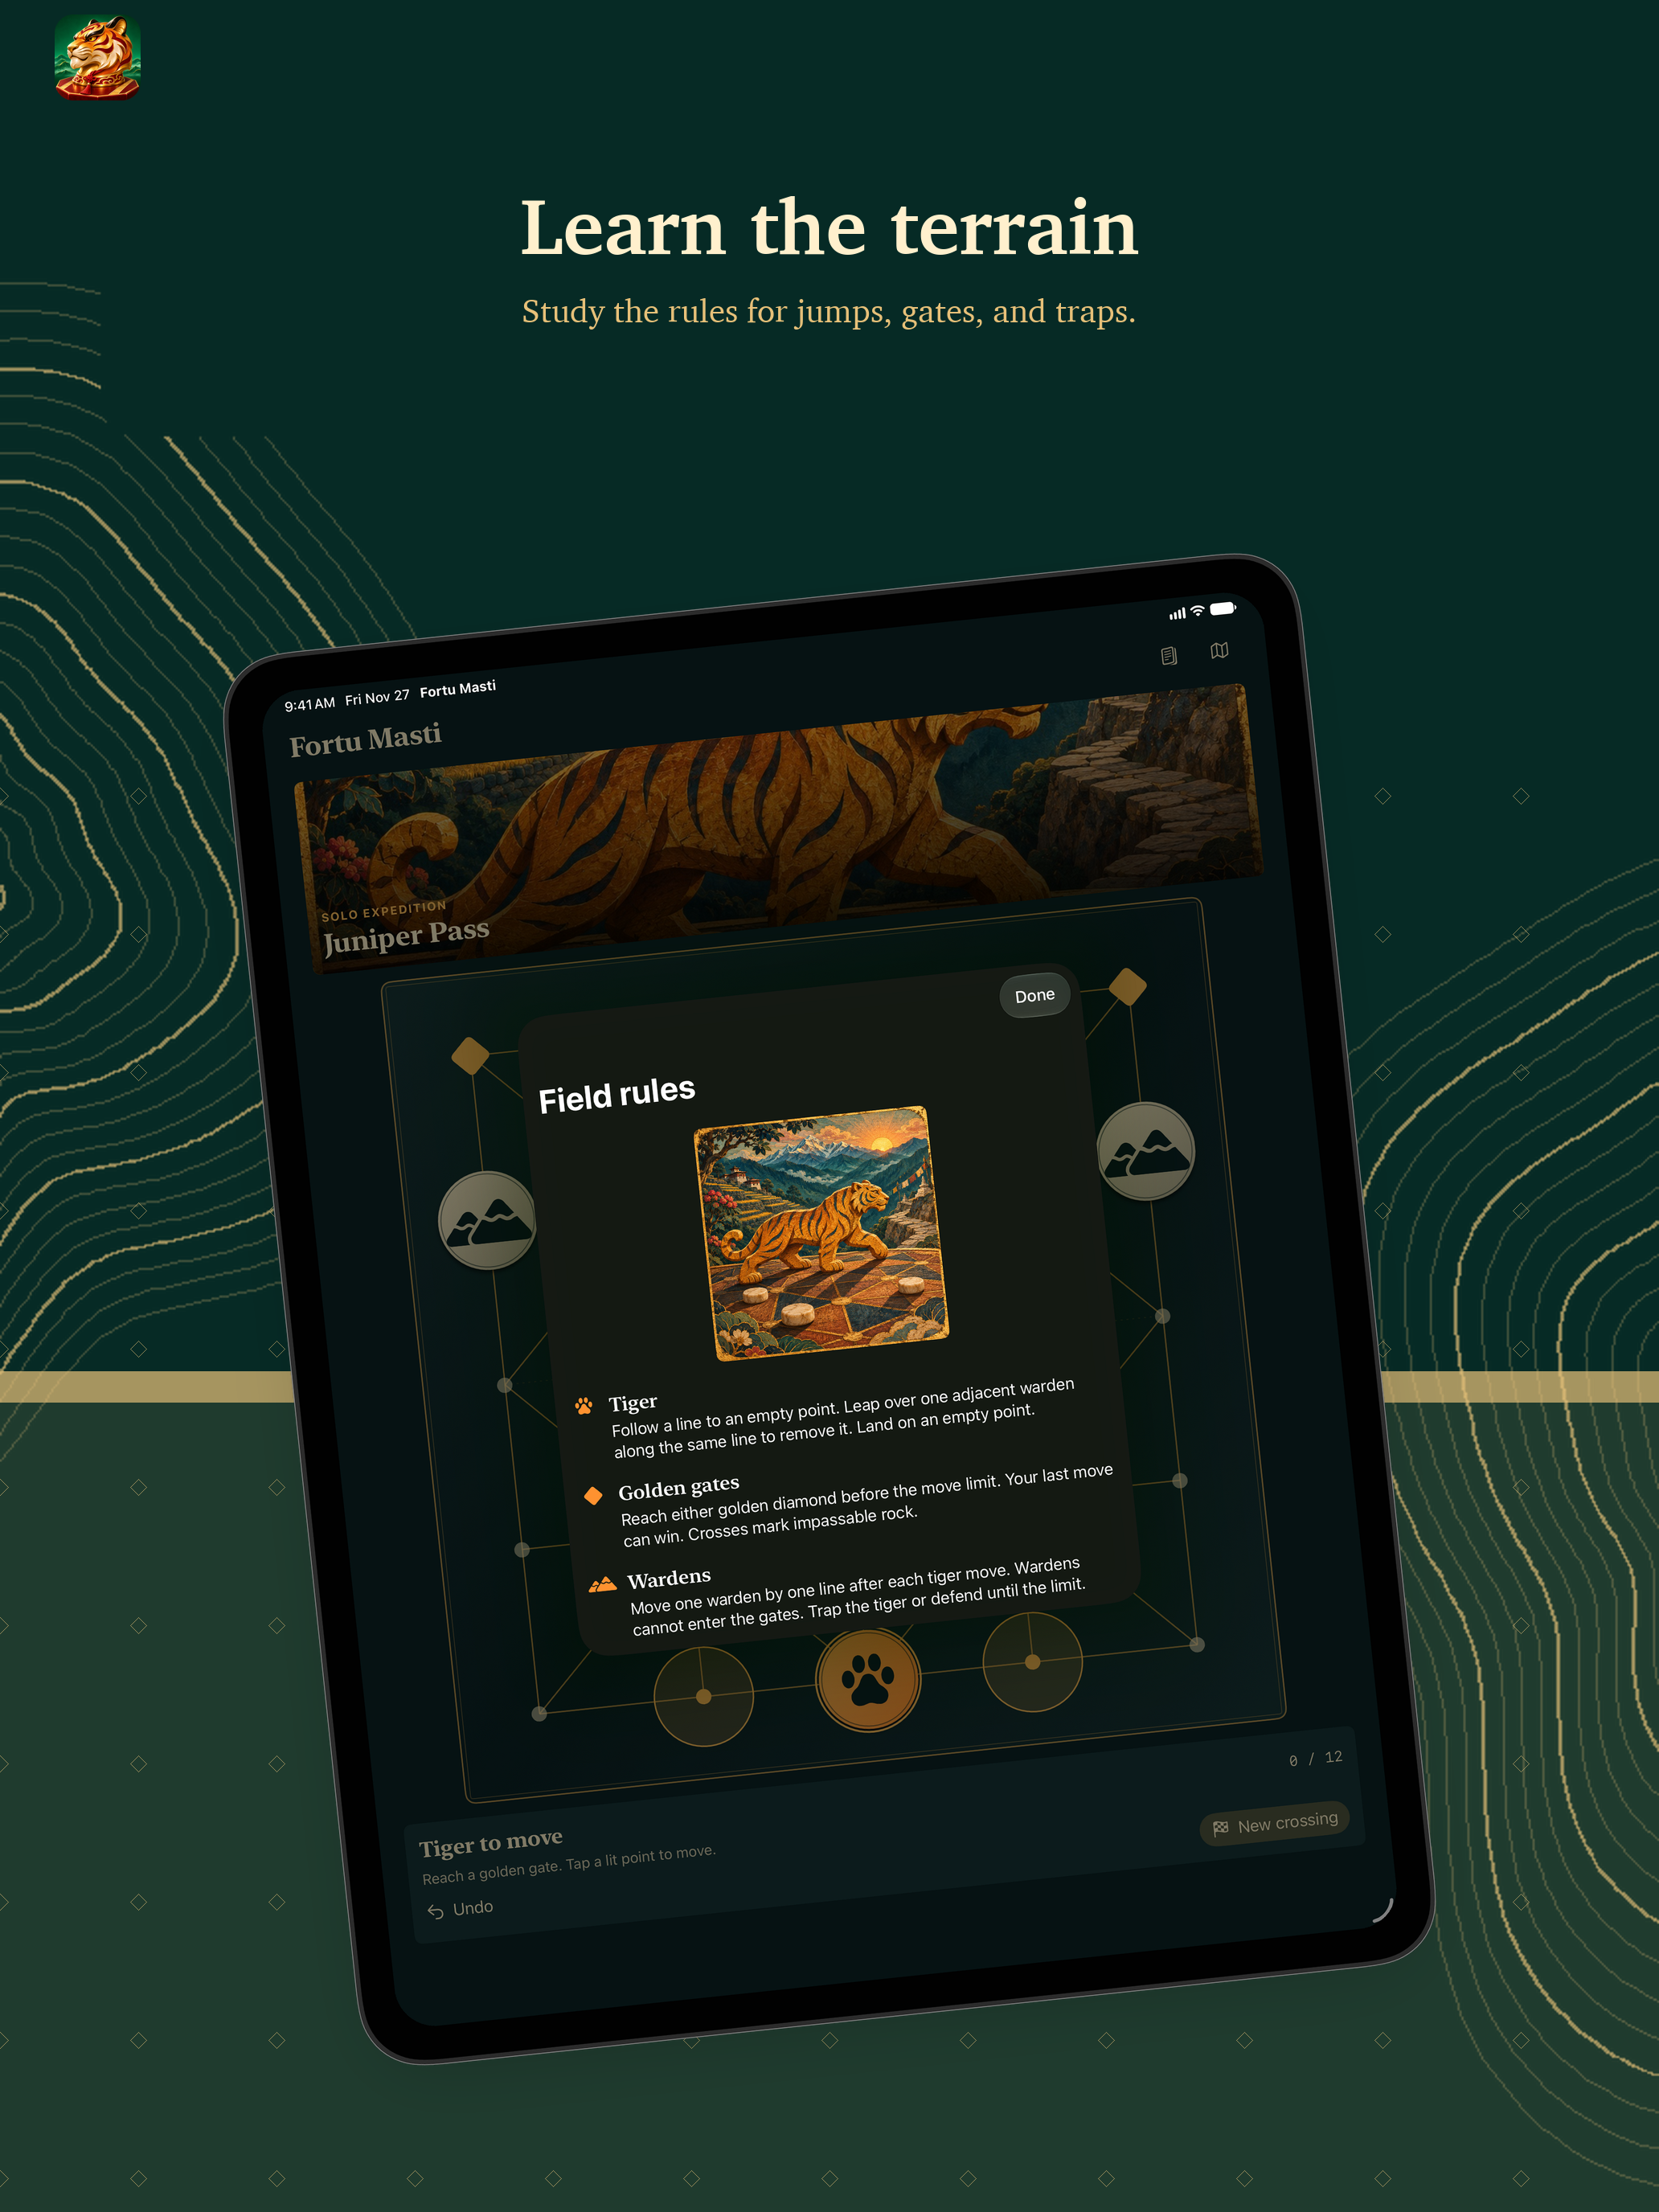 Learn the terrain
Study the rules for jumps, gates, and traps.
9:41 AM Fri Nov 27 Fortu Masti
Fortu Masti
SOLO EXPEDITION
Juniper Pass
Done
Field rules
Tiger
Follow a line to an empty point. Leap over one adjacent warden
along the same line to remove it. Land on an empty point.
Golden gates
Reach either golden diamond before the move limit. Your last move
can win. Crosses mark impassable rock.
Wardens
Move one warden by one line after each tiger move. Wardens
cannot enter the gates. Trap the tiger or defend until the limit.
0 / 12
Tiger to move
Reach a golden gate. Tap a lit point to move.
New crossing
Undo